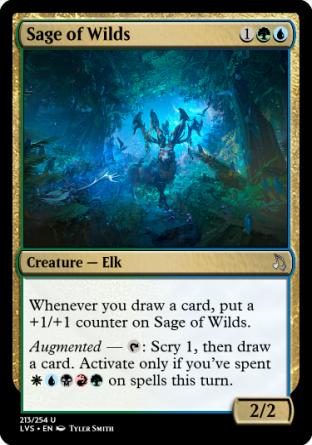 Sage of Wilds 1
Creature — Elk
Whenever you draw a card, put a
+1/+1 counter on Sage of Wilds.
Augmented — : Scry 1, then draw
a card. Activate only if you've spent
on spells this turn.
2/2
213/254 U
LVS • EN Tyler Smith